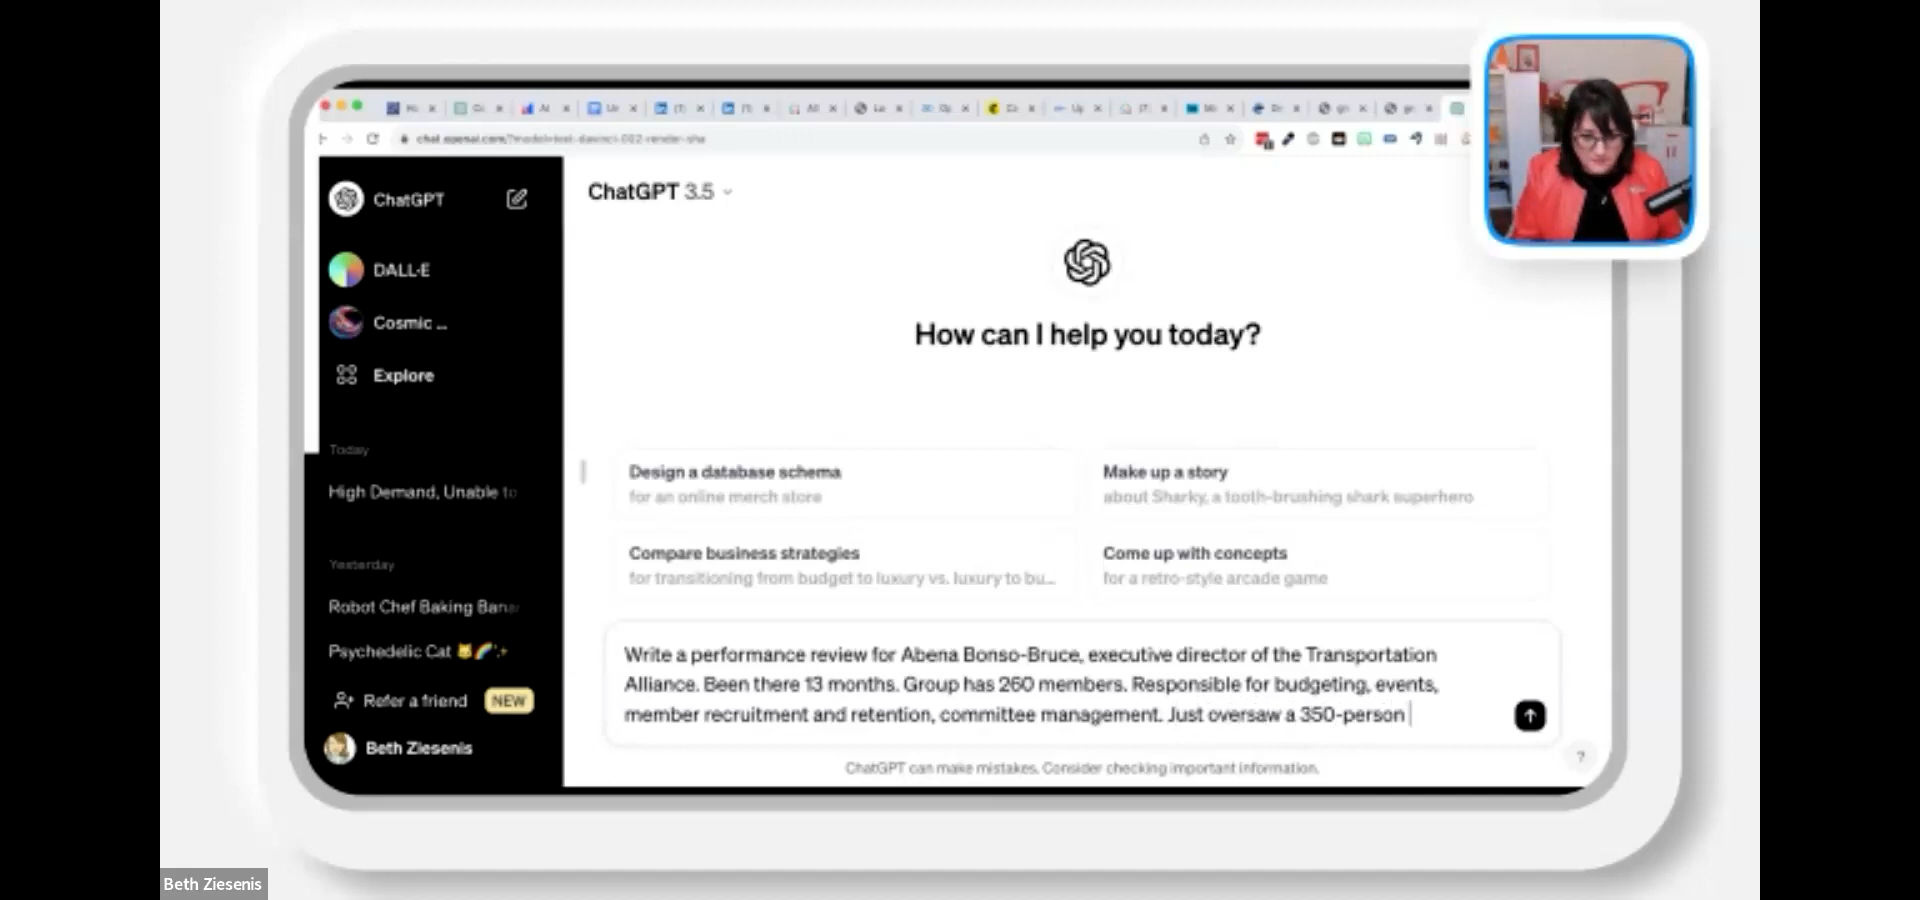 ChatGPT
DALL·E
Cosmic ...
Explore
Today
High Demand, Unable to
Yesterday
Robot Chef Baking Bana
Psychedelic Cat 🐱🌈✨
Refer a friend NEW
Beth Ziesenis
ChatGPT 3.5
How can I help you today?
Design a database schema
for an online merch store
Make up a story
about Sharky, a tooth-brushing shark superhero
Compare business strategies
for transitioning from budget to luxury vs. luxury to bu...
Come up with concepts
for a retro-style arcade game
Write a performance review for Abena Bonso-Bruce, executive director of the Transportation
Alliance. Been there 13 months. Group has 260 members. Responsible for budgeting, events,
member recruitment and retention, committee management. Just oversaw a 350-person
ChatGPT can make mistakes. Consider checking important information.
?
Beth Ziesenis